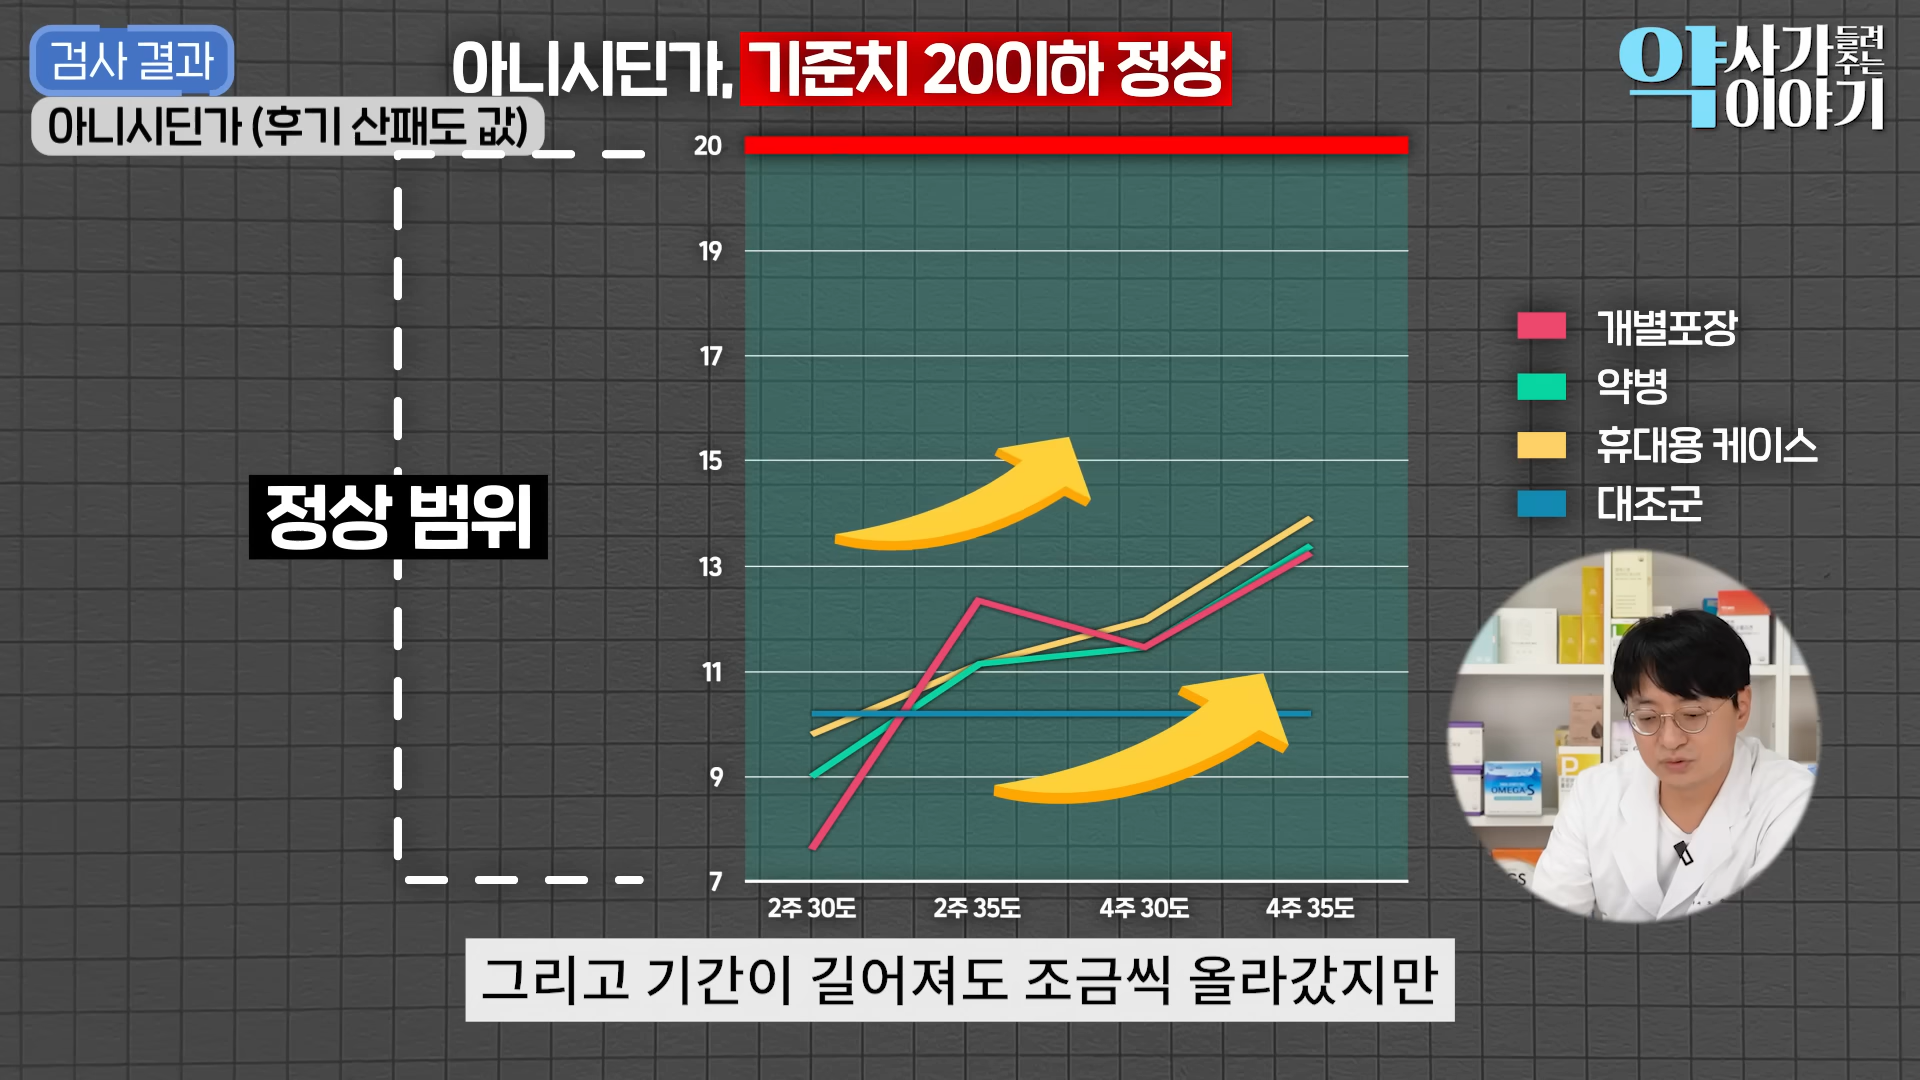 검사 결과
아니시딘가, 기준치 20이하 정상
약사가 들려주는 이야기
아니시딘가 (후기 산패도 값)
20
19
17
15
13
11
9
7
정상 범위
개별포장
약병
휴대용 케이스
대조군
2주 30도
2주 35도
4주 30도
4주 35도
OMEGA S
P
GS
그리고 기간이 길어져도 조금씩 올라갔지만